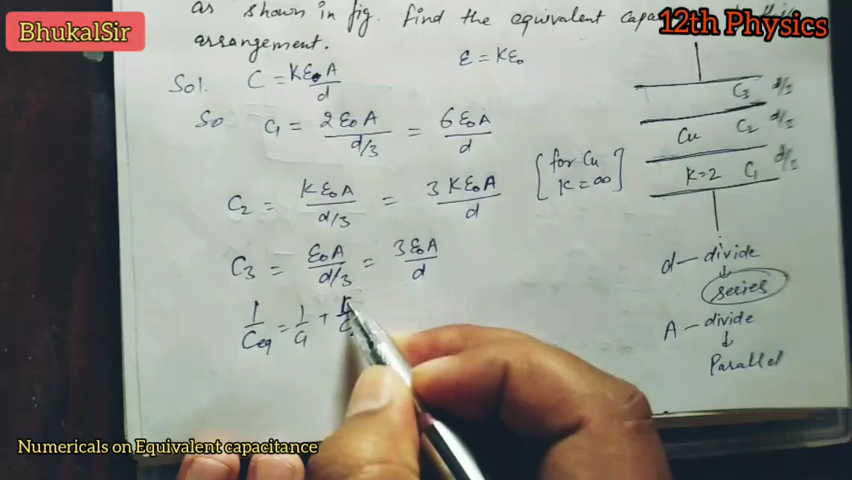 BhukalSir
12th Physics
as shown in fig. find the equivalent
arrangement.
Sol. C = Kε₀A/d
ε = Kε₀
So C₁ = 2ε₀A/(d/3) = 6ε₀A/d
C₂ = Kε₀A/(d/3) = 3Kε₀A/d
[for Cu
K = ∞]
C₃ = ε₀A/(d/3) = 3ε₀A/d
1/Ceq = 1/C₁ + 1/C
C₃ d/3
Cu C₂ d/3
K=2 C₁ d/3
d — divide
series
A — divide
Parallel
Numericals on Equivalent capacitance